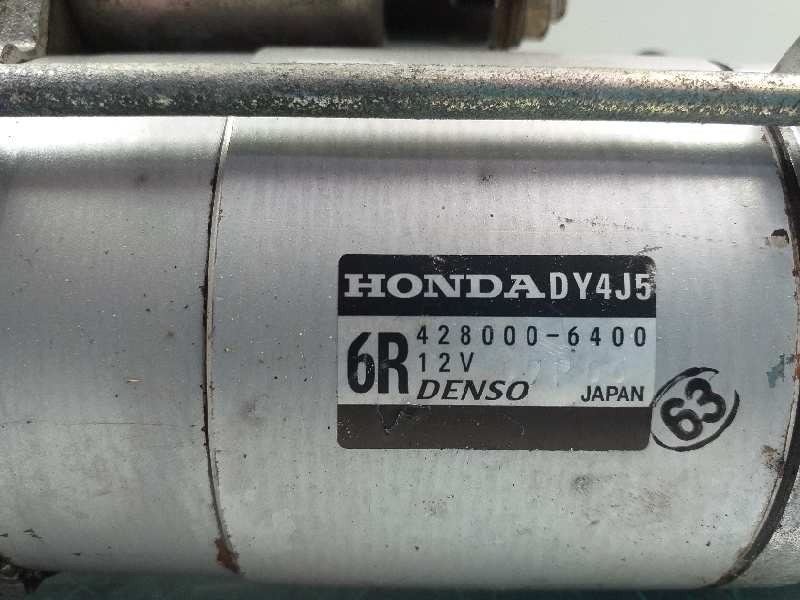 HONDA DY4J5
6R 428000-6400
12V
DENSO JAPAN
63